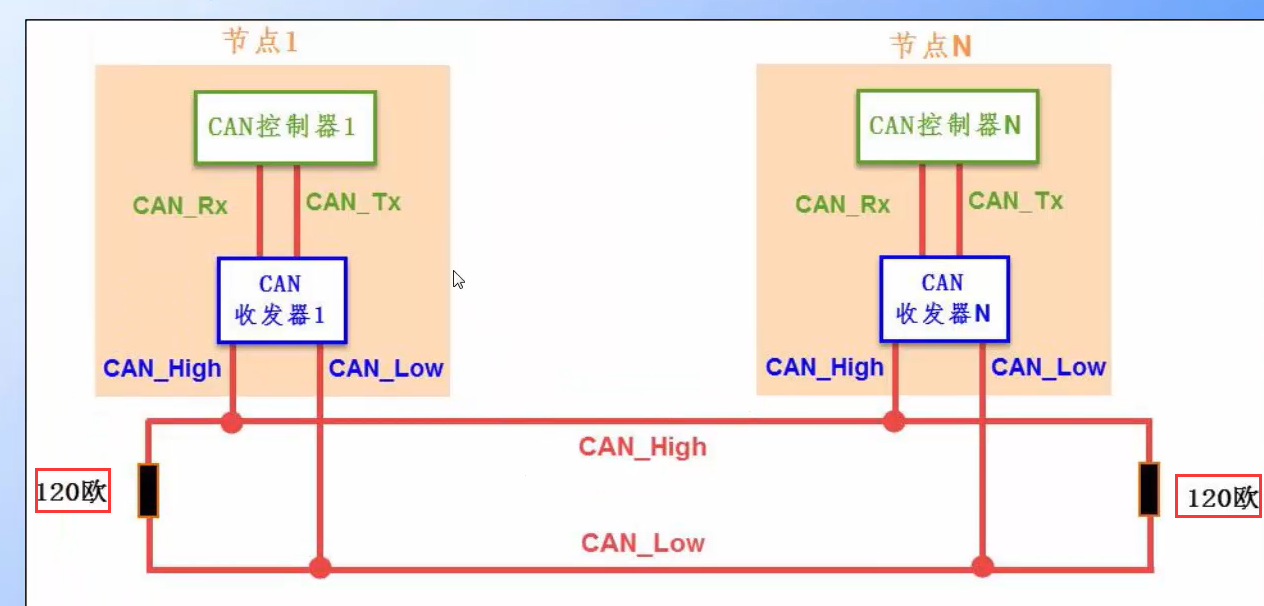 节点1
节点N
CAN控制器1
CAN控制器N
CAN_Rx
CAN_Tx
CAN_Rx
CAN_Tx
CAN
收发器1
CAN
收发器N
CAN_High
CAN_Low
CAN_High
CAN_Low
CAN_High
120欧
120欧
CAN_Low